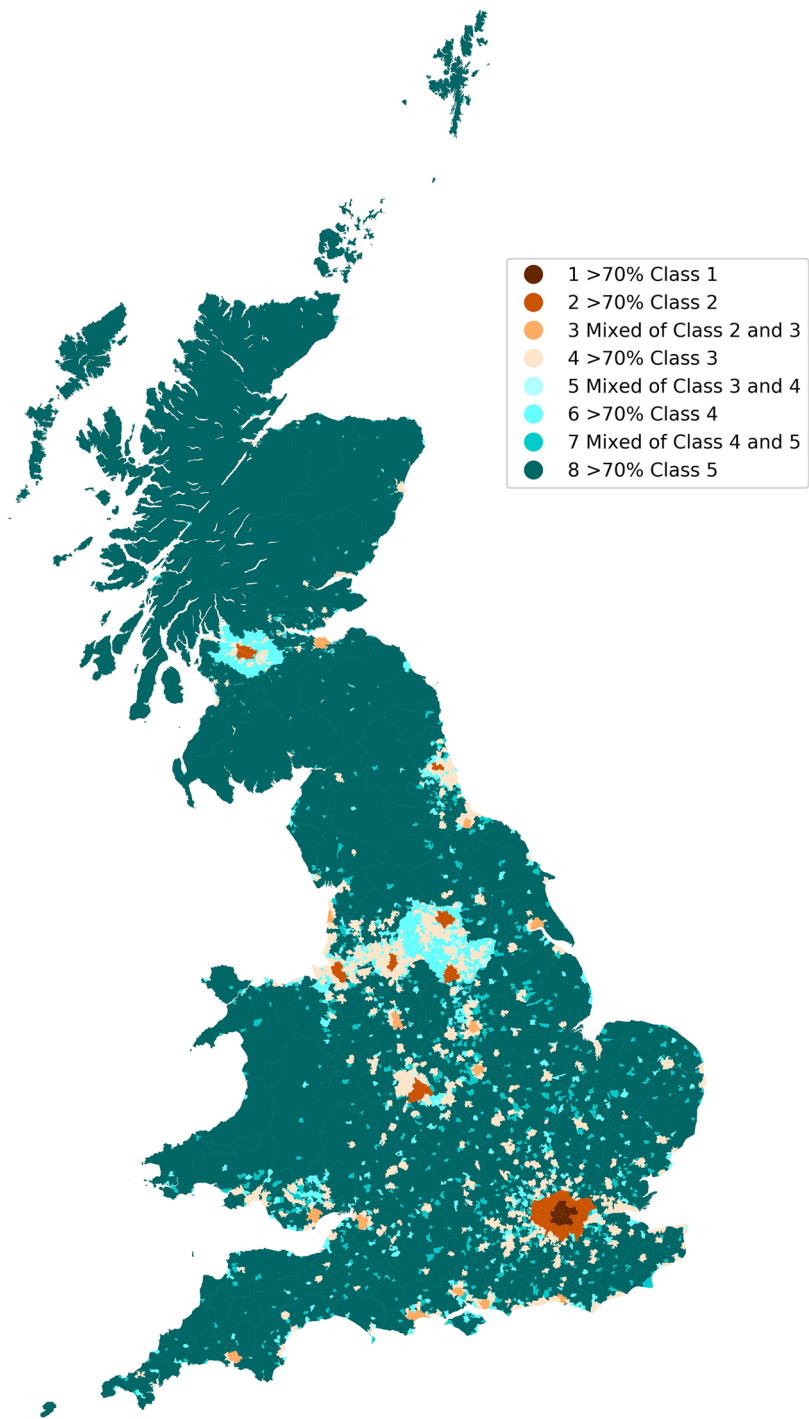 1 >70% Class 1
2 >70% Class 2
3 Mixed of Class 2 and 3
4 >70% Class 3
5 Mixed of Class 3 and 4
6 >70% Class 4
7 Mixed of Class 4 and 5
8 >70% Class 5